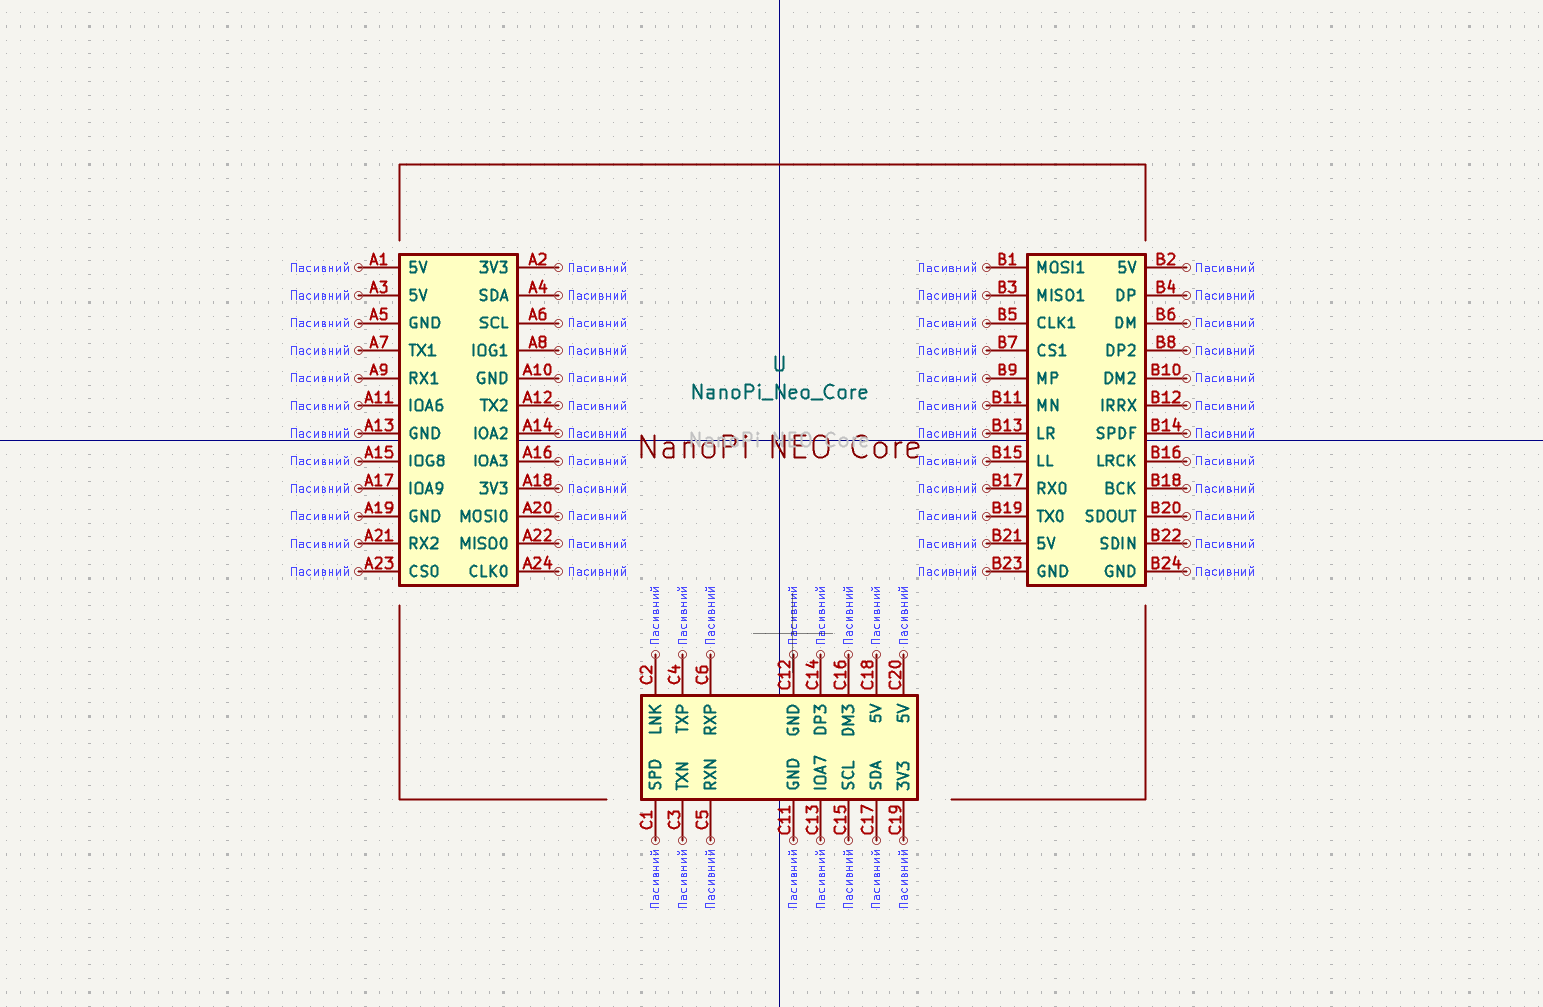 Пасивний A1 5V 3V3 A2 Пасивний
Пасивний A3 5V SDA A4 Пасивний
Пасивний A5 GND SCL A6 Пасивний
Пасивний A7 TX1 IOG1 A8 Пасивний
Пасивний A9 RX1 GND A10 Пасивний
Пасивний A11 IOA6 TX2 A12 Пасивний
Пасивний A13 GND IOA2 A14 Пасивний
Пасивний A15 IOG8 IOA3 A16 Пасивний
Пасивний A17 IOA9 3V3 A18 Пасивний
Пасивний A19 GND MOSI0 A20 Пасивний
Пасивний A21 RX2 MISO0 A22 Пасивний
Пасивний A23 CS0 CLK0 A24 Пасивний
U
NanoPi_Neo_Core
NanoPi NEO Core
NanoPi NEO Core
Пасивний B1 MOSI1 5V B2 Пасивний
Пасивний B3 MISO1 DP B4 Пасивний
Пасивний B5 CLK1 DM B6 Пасивний
Пасивний B7 CS1 DP2 B8 Пасивний
Пасивний B9 MP DM2 B10 Пасивний
Пасивний B11 MN IRRX B12 Пасивний
Пасивний B13 LR SPDF B14 Пасивний
Пасивний B15 LL LRCK B16 Пасивний
Пасивний B17 RX0 BCK B18 Пасивний
Пасивний B19 TX0 SDOUT B20 Пасивний
Пасивний B21 5V SDIN B22 Пасивний
Пасивний B23 GND GND B24 Пасивний
Пасивний Пасивний Пасивний Пасивний Пасивний Пасивний Пасивний Пасивний
C2 C4 C6 C12 C14 C16 C18 C20
LNK TXP RXP GND DP3 DM3 5V 5V
SPD TXN RXN GND IOA7 SCL SDA 3V3
C1 C3 C5 C11 C13 C15 C17 C19
Пасивний Пасивний Пасивний Пасивний Пасивний Пасивний Пасивний Пасивний